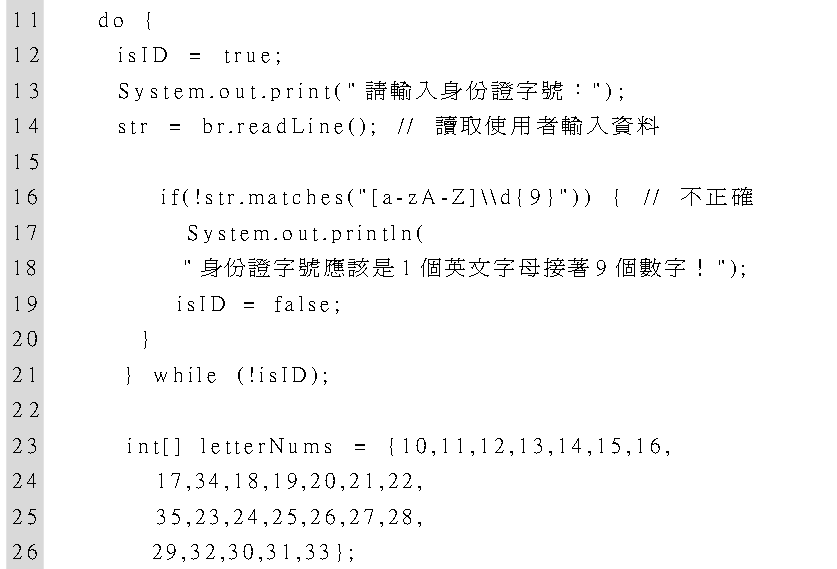 11 do {
12 isID = true;
13 System.out.print("請輸入身份證字號：");
14 str = br.readLine(); // 讀取使用者輸入資料
15
16 if(!str.matches("[a-zA-Z]\\d{9}")) { // 不正確
17 System.out.println(
18 "身份證字號應該是1個英文字母接著9個數字！");
19 isID = false;
20 }
21 } while (!isID);
22
23 int[] letterNums = {10,11,12,13,14,15,16,
24 17,34,18,19,20,21,22,
25 35,23,24,25,26,27,28,
26 29,32,30,31,33};